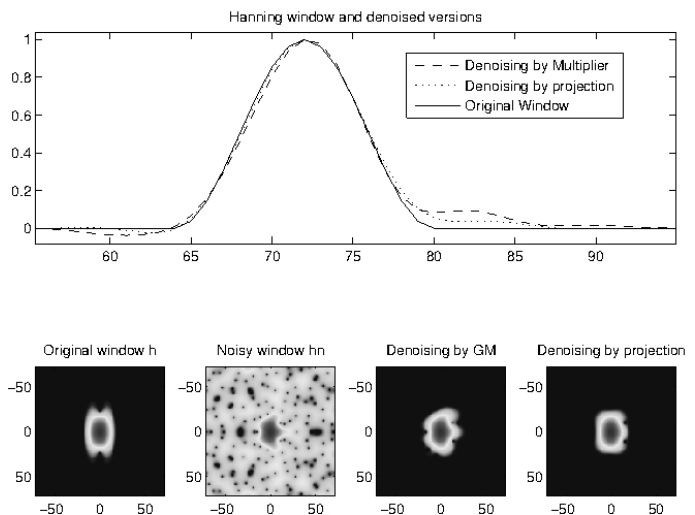 Hanning window and denoised versions
1
0.8
0.6
0.4
0.2
0
Denoising by Multiplier
Denoising by projection
Original Window
60 65 70 75 80 85 90
Original window h Noisy window hn Denoising by GM Denoising by projection
−50 −50 −50 −50
0 0 0 0
50 50 50 50
−50 0 50 −50 0 50 −50 0 50 −50 0 50